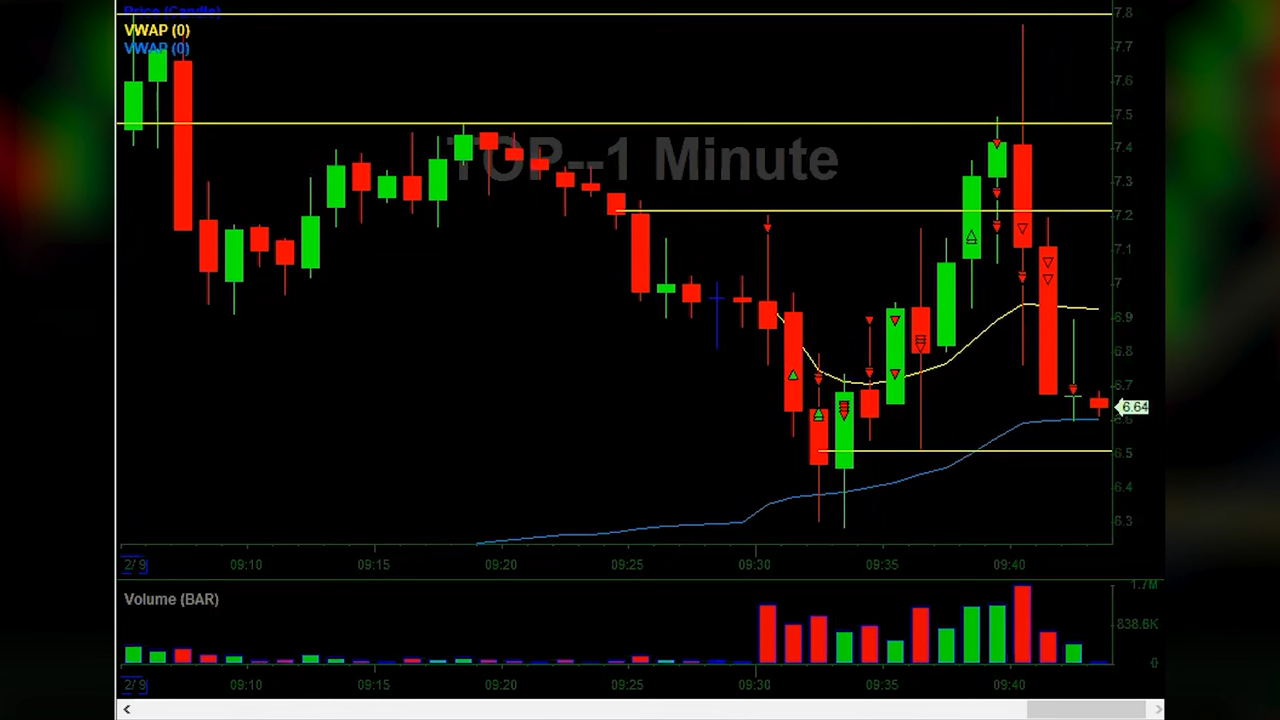 Price (Candle)
VWAP (0)
VWAP (0)
TOP--1 Minute
7.8
7.7
7.6
7.5
7.4
7.3
7.2
7.1
7
6.9
6.8
6.7
6.64
6.5
6.4
6.3
2/9 09:10 09:15 09:20 09:25 09:30 09:35 09:40
Volume (BAR)
1.7M
838.6K
0
2/9 09:10 09:15 09:20 09:25 09:30 09:35 09:40